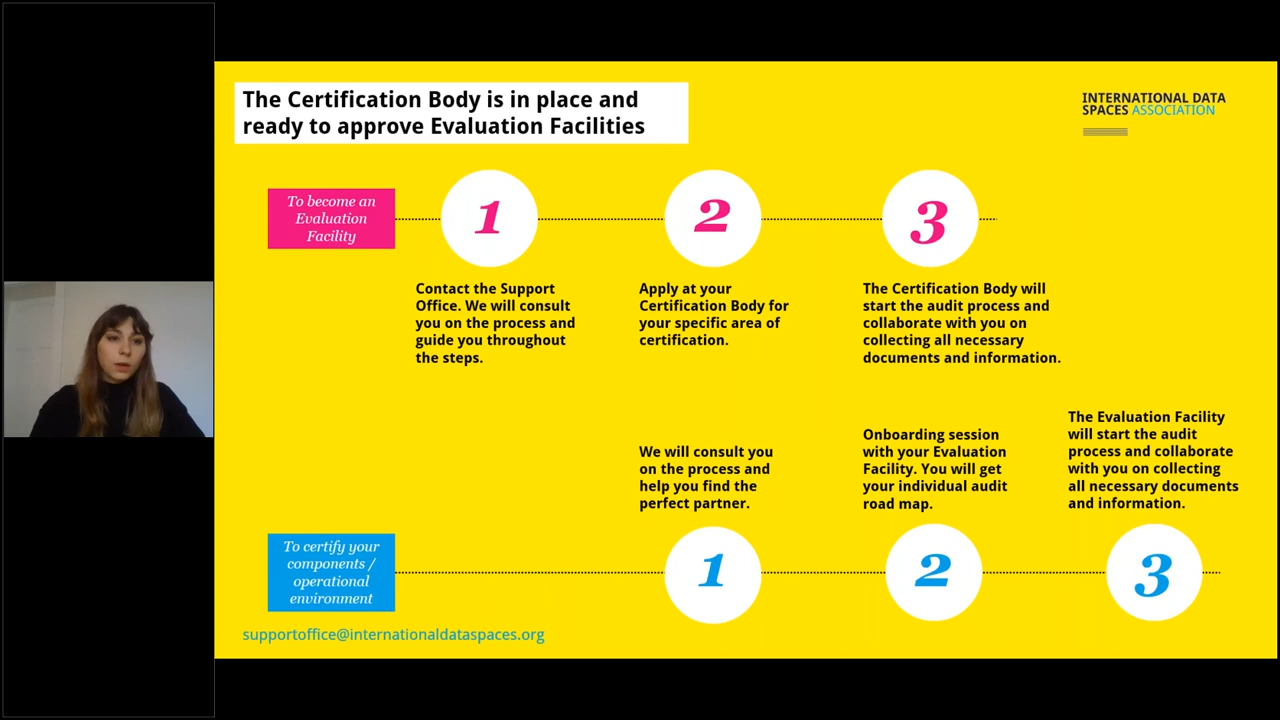 The Certification Body is in place and
ready to approve Evaluation Facilities
INTERNATIONAL DATA
SPACES ASSOCIATION
To become an
Evaluation
Facility
1
2
3
Contact the Support
Office. We will consult
you on the process and
guide you throughout
the steps.
Apply at your
Certification Body for
your specific area of
certification.
The Certification Body will
start the audit process and
collaborate with you on
collecting all necessary
documents and information.
We will consult you
on the process and
help you find the
perfect partner.
Onboarding session
with your Evaluation
Facility. You will get
your individual audit
road map.
The Evaluation Facility
will start the audit
process and collaborate
with you on collecting
all necessary documents
and information.
To certify your
components /
operational
environment
1
2
3
supportoffice@internationaldataspaces.org